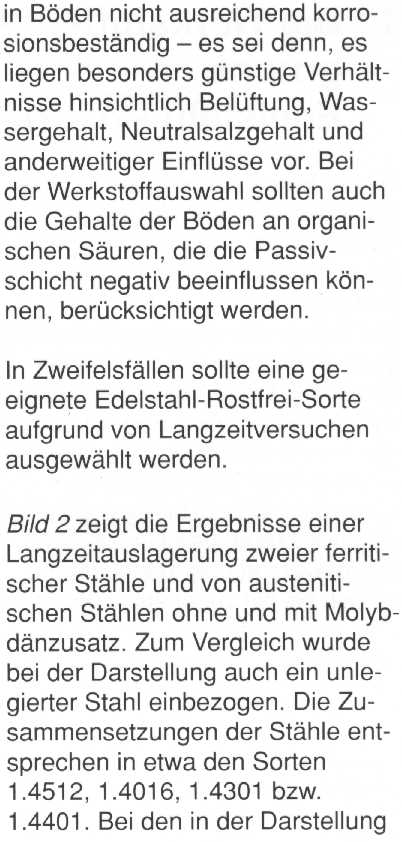 in Böden nicht ausreichend korro-
sionsbeständig – es sei denn, es
liegen besonders günstige Verhält-
nisse hinsichtlich Belüftung, Was-
sergehalt, Neutralsalzgehalt und
anderweitiger Einflüsse vor. Bei
der Werkstoffauswahl sollten auch
die Gehalte der Böden an organi-
schen Säuren, die die Passiv-
schicht negativ beeinflussen kön-
nen, berücksichtigt werden.
In Zweifelsfällen sollte eine ge-
eignete Edelstahl-Rostfrei-Sorte
aufgrund von Langzeitversuchen
ausgewählt werden.
Bild 2 zeigt die Ergebnisse einer
Langzeitauslagerung zweier ferriti-
scher Stähle und von austeniti-
schen Stählen ohne und mit Molyb-
dänzusatz. Zum Vergleich wurde
bei der Darstellung auch ein unle-
gierter Stahl einbezogen. Die Zu-
sammensetzungen der Stähle ent-
sprechen in etwa den Sorten
1.4512, 1.4016, 1.4301 bzw.
1.4401. Bei den in der Darstellung